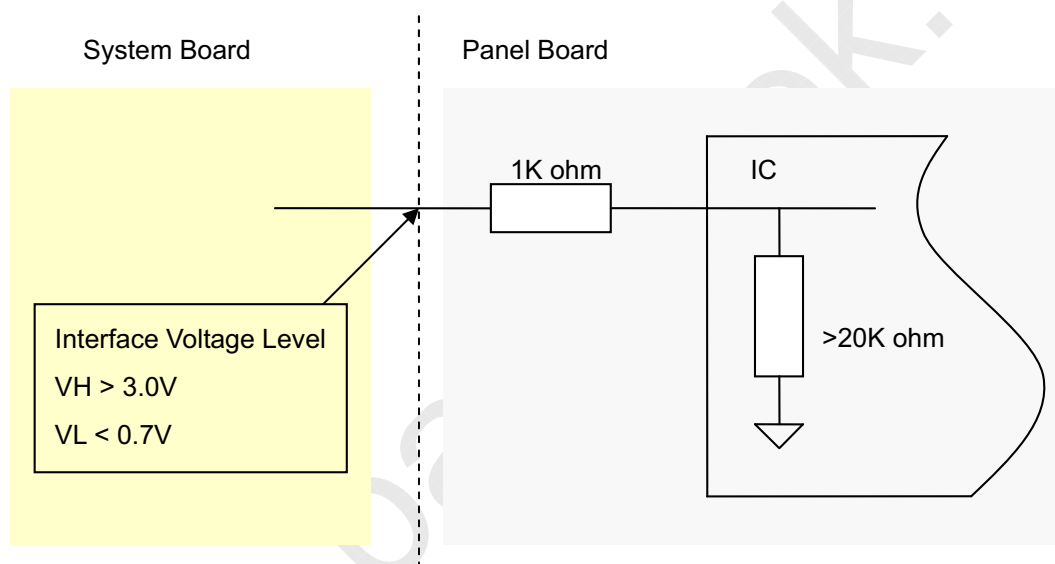 System Board
Panel Board
1K ohm
IC
>20K ohm
Interface Voltage Level
VH > 3.0V
VL < 0.7V